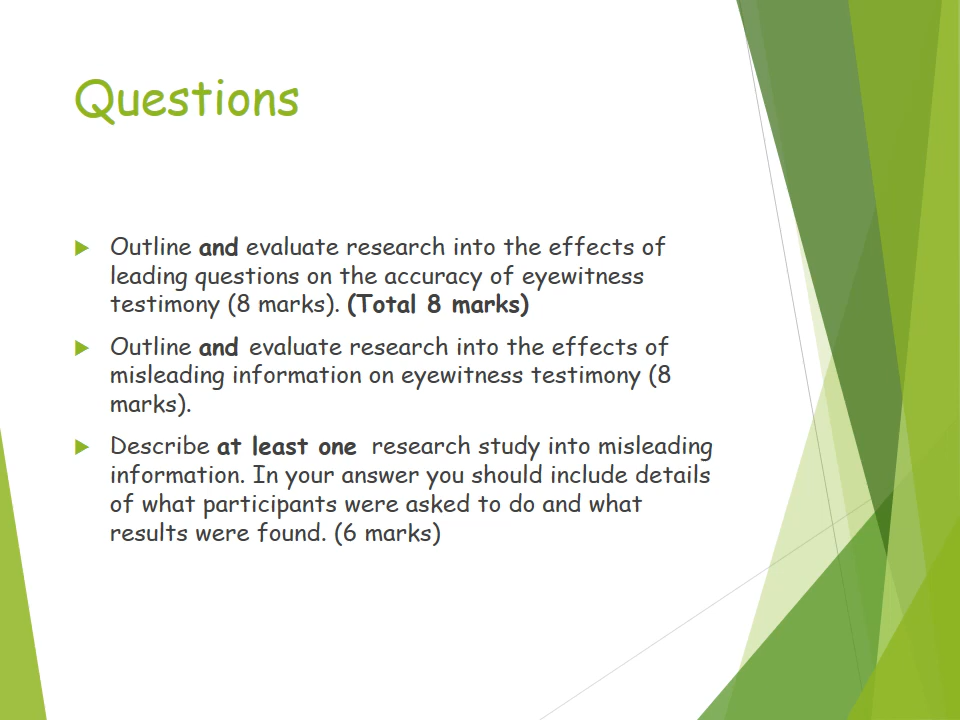 Questions
Outline and evaluate research into the effects of
leading questions on the accuracy of eyewitness
testimony (8 marks). (Total 8 marks)
Outline and evaluate research into the effects of
misleading information on eyewitness testimony (8
marks).
Describe at least one research study into misleading
information. In your answer you should include details
of what participants were asked to do and what
results were found. (6 marks)